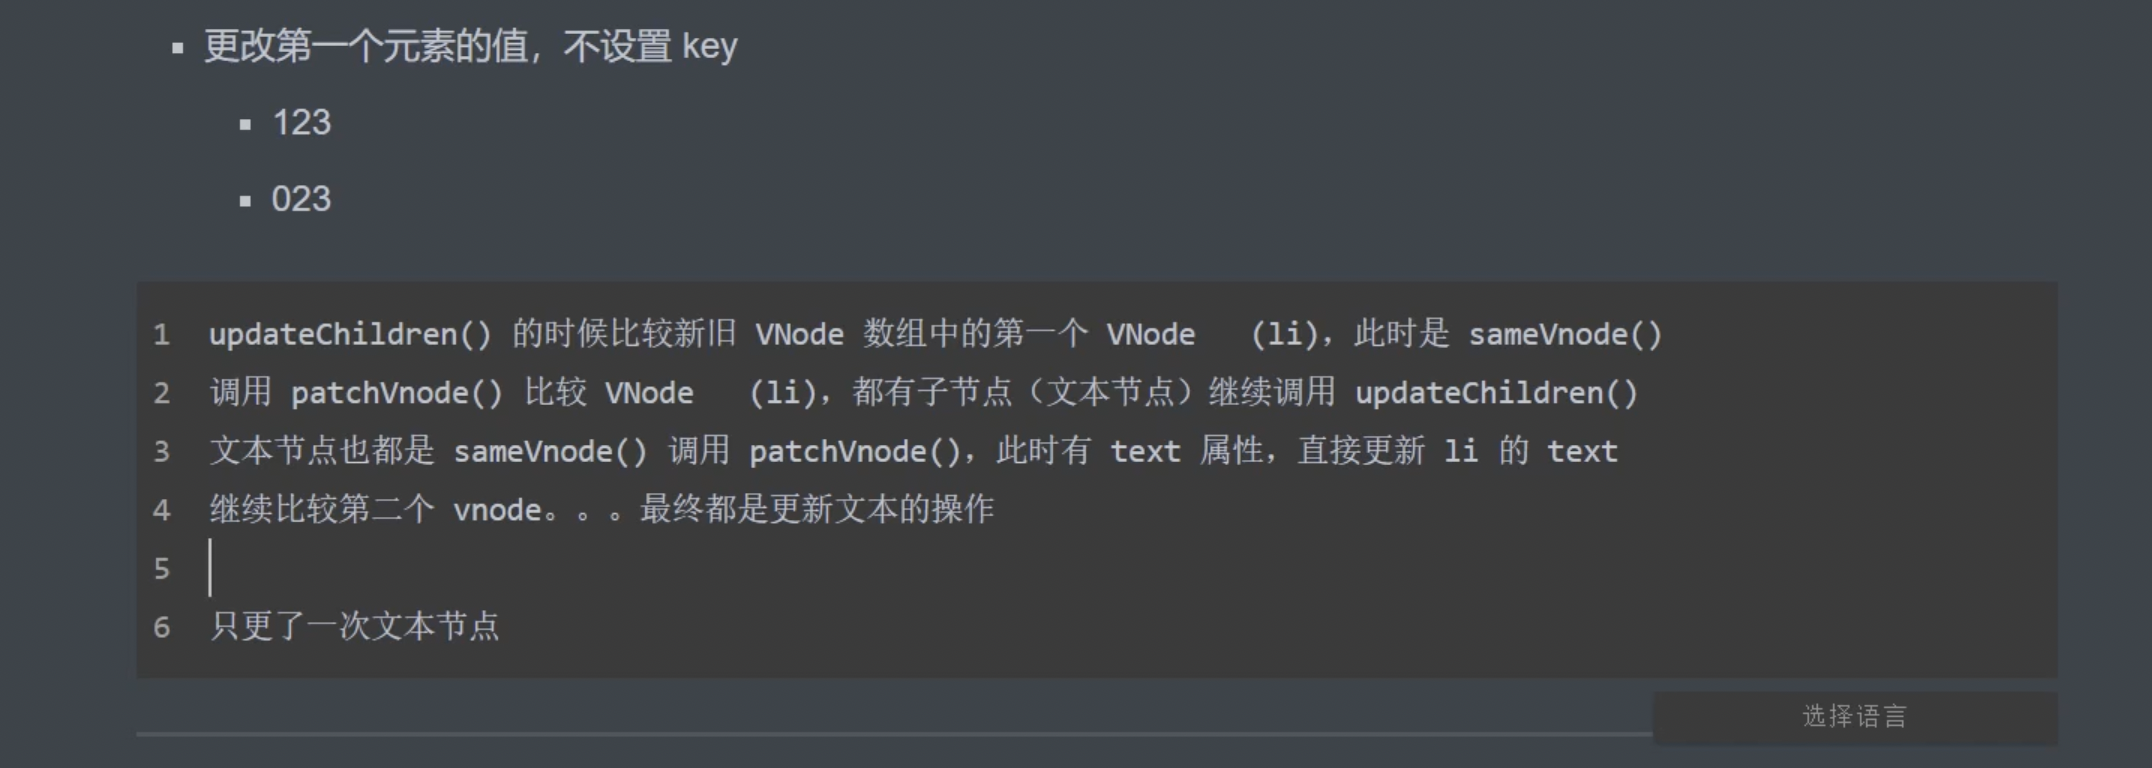 更改第一个元素的值，不设置 key
123
023
1 updateChildren() 的时候比较新旧 VNode 数组中的第一个 VNode (li)，此时是 sameVnode()
2 调用 patchVnode() 比较 VNode (li)，都有子节点（文本节点）继续调用 updateChildren()
3 文本节点也都是 sameVnode() 调用 patchVnode()，此时有 text 属性，直接更新 li 的 text
4 继续比较第二个 vnode。。。最终都是更新文本的操作
5
6 只更了一次文本节点
选择语言